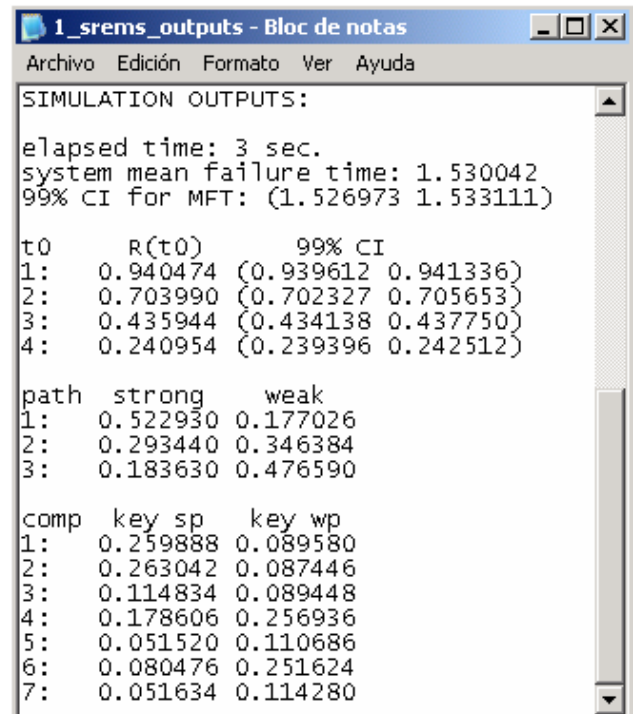 1_srems_outputs - Bloc de notas
Archivo Edición Formato Ver Ayuda
SIMULATION OUTPUTS:
elapsed time: 3 sec.
system mean failure time: 1.530042
99% CI for MFT: (1.526973 1.533111)
t0 R(t0) 99% CI
1: 0.940474 (0.939612 0.941336)
2: 0.703990 (0.702327 0.705653)
3: 0.435944 (0.434138 0.437750)
4: 0.240954 (0.239396 0.242512)
path strong weak
1: 0.522930 0.177026
2: 0.293440 0.346384
3: 0.183630 0.476590
comp key sp key wp
1: 0.259888 0.089580
2: 0.263042 0.087446
3: 0.114834 0.089448
4: 0.178606 0.256936
5: 0.051520 0.110686
6: 0.080476 0.251624
7: 0.051634 0.114280